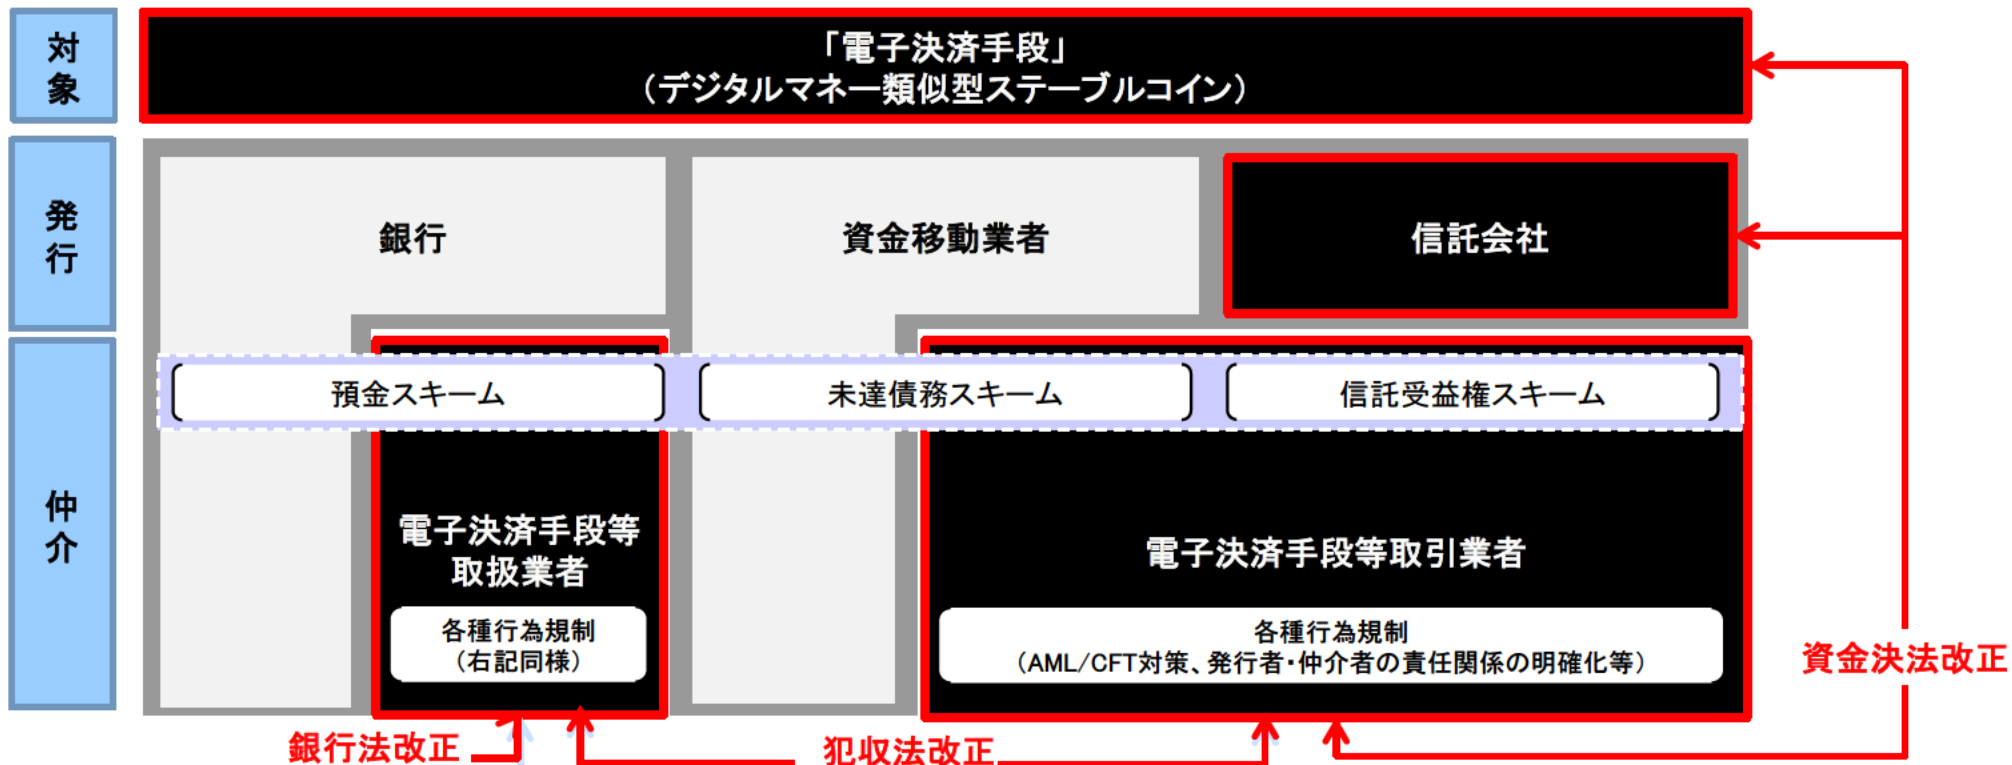 対象
「電子決済手段」
（デジタルマネー類似型ステーブルコイン）
発行
銀行
資金移動業者
信託会社
仲介
預金スキーム
未達債務スキーム
信託受益権スキーム
電子決済手段等
取扱業者
各種行為規制
（右記同様）
電子決済手段等取引業者
各種行為規制
（AML/CFT対策、発行者・仲介者の責任関係の明確化等）
資金決法改正
銀行法改正
犯収法改正